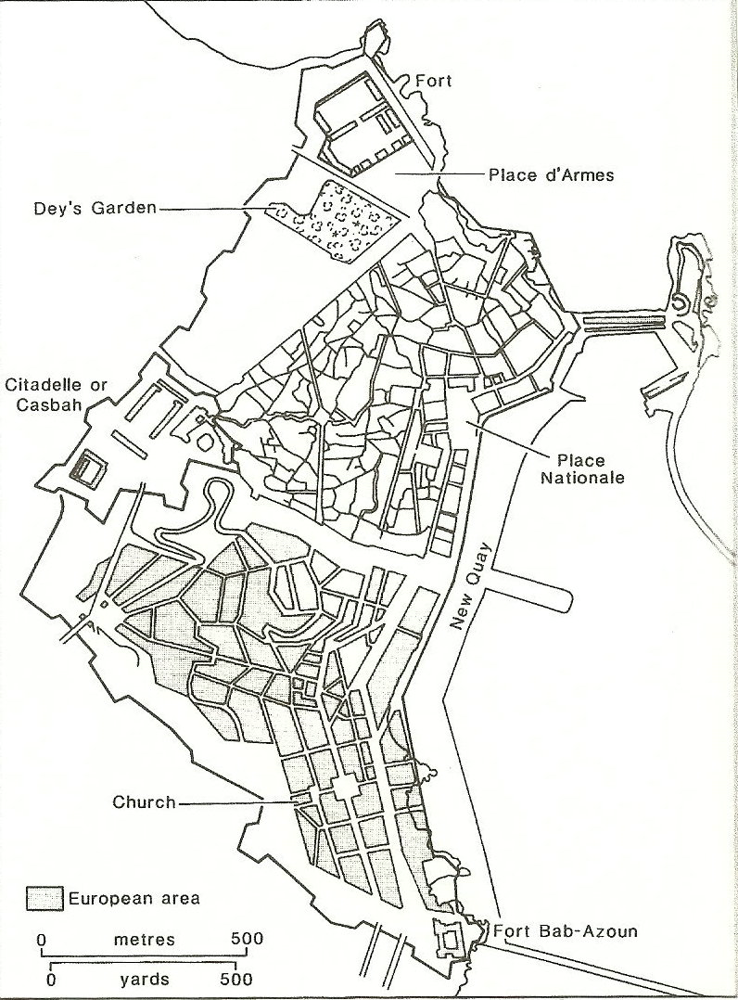 Fort
Place d'Armes
Dey's Garden
Citadelle or
Casbah
Place
Nationale
New Quay
Church
European area
Fort Bab-Azoun
0 metres 500
0 yards 500